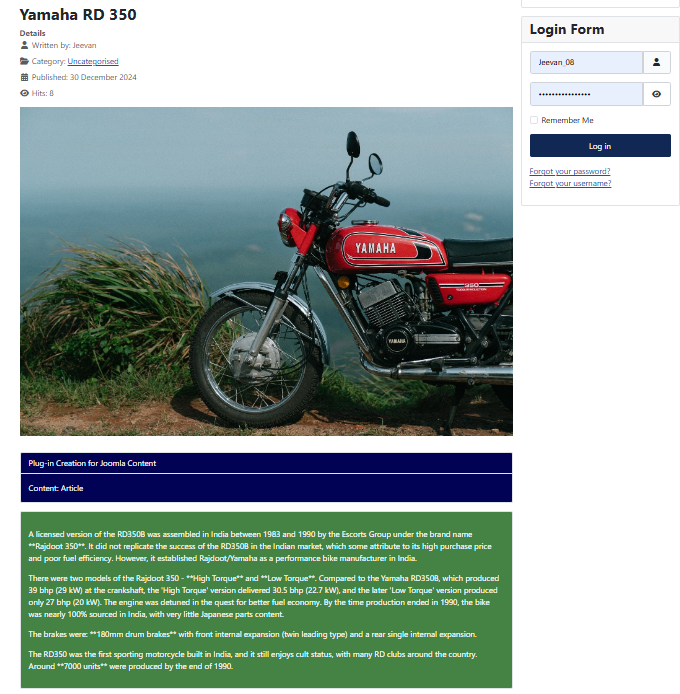 Yamaha RD 350
Details
Written by: Jeevan
Category: Uncategorised
Published: 30 December 2024
Hits: 8
YAMAHA
350
YAMAHA
Plug-in Creation for Joomla Content
Content: Article
A licensed version of the RD350B was assembled in India between 1983 and 1990 by the Escorts Group under the brand name
**Rajdoot 350**. It did not replicate the success of the RD350B in the Indian market, which some attribute to its high purchase price
and poor fuel efficiency. However, it established Rajdoot/Yamaha as a performance bike manufacturer in India.
There were two models of the Rajdoot 350 - **High Torque** and **Low Torque**. Compared to the Yamaha RD350B, which produced
39 bhp (29 kW) at the crankshaft, the 'High Torque' version delivered 30.5 bhp (22.7 kW), and the later 'Low Torque' version produced
only 27 bhp (20 kW). The engine was detuned in the quest for better fuel economy. By the time production ended in 1990, the bike
was nearly 100% sourced in India, with very little Japanese parts content.
The brakes were: **180mm drum brakes** with front internal expansion (twin leading type) and a rear single internal expansion.
The RD350 was the first sporting motorcycle built in India, and it still enjoys cult status, with many RD clubs around the country.
Around **7000 units** were produced by the end of 1990.
Login Form
Jeevan_08
••••••••••••••••
Remember Me
Log in
Forgot your password?
Forgot your username?